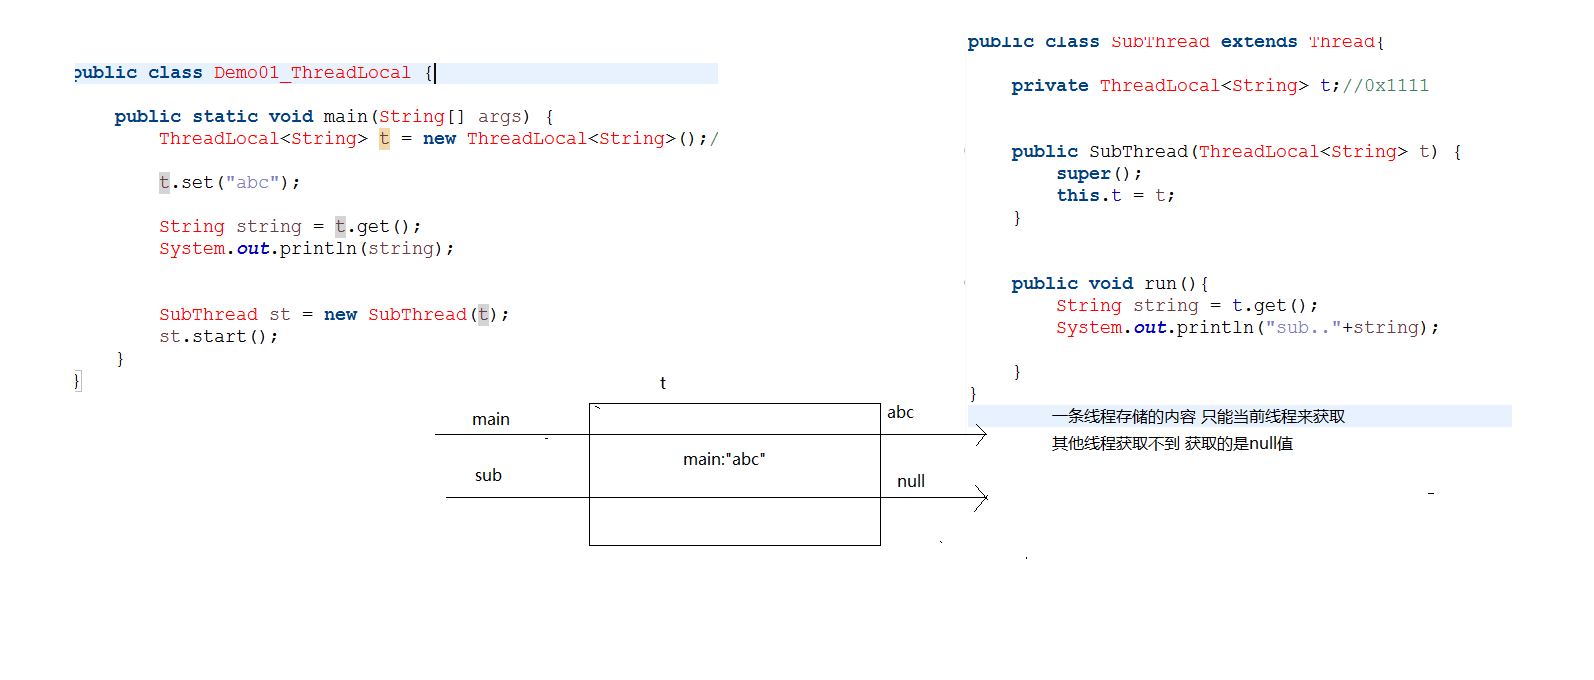 public class Demo01_ThreadLocal {
public static void main(String[] args) {
ThreadLocal<String> t = new ThreadLocal<String>();/
t.set("abc");
String string = t.get();
System.out.println(string);
SubThread st = new SubThread(t);
st.start();
}
}
public class SubThread extends Thread{
private ThreadLocal<String> t;//0x1111
public SubThread(ThreadLocal<String> t) {
super();
this.t = t;
}
public void run(){
String string = t.get();
System.out.println("sub.."+string);
}
}
一条线程存储的内容 只能当前线程来获取
其他线程获取不到 获取的是null值
t
main
abc
main:"abc"
sub
null